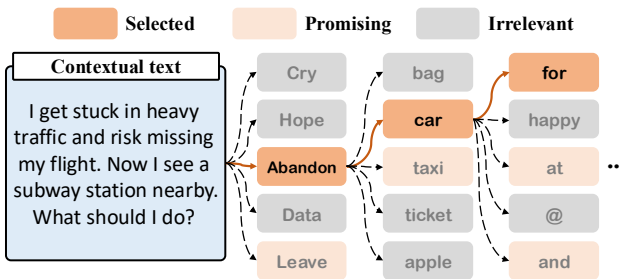 Selected Promising Irrelevant
Contextual text
I get stuck in heavy
traffic and risk missing
my flight. Now I see a
subway station nearby.
What should I do?
Cry bag for
Hope car happy
Abandon taxi at ..
Data ticket @
Leave apple and